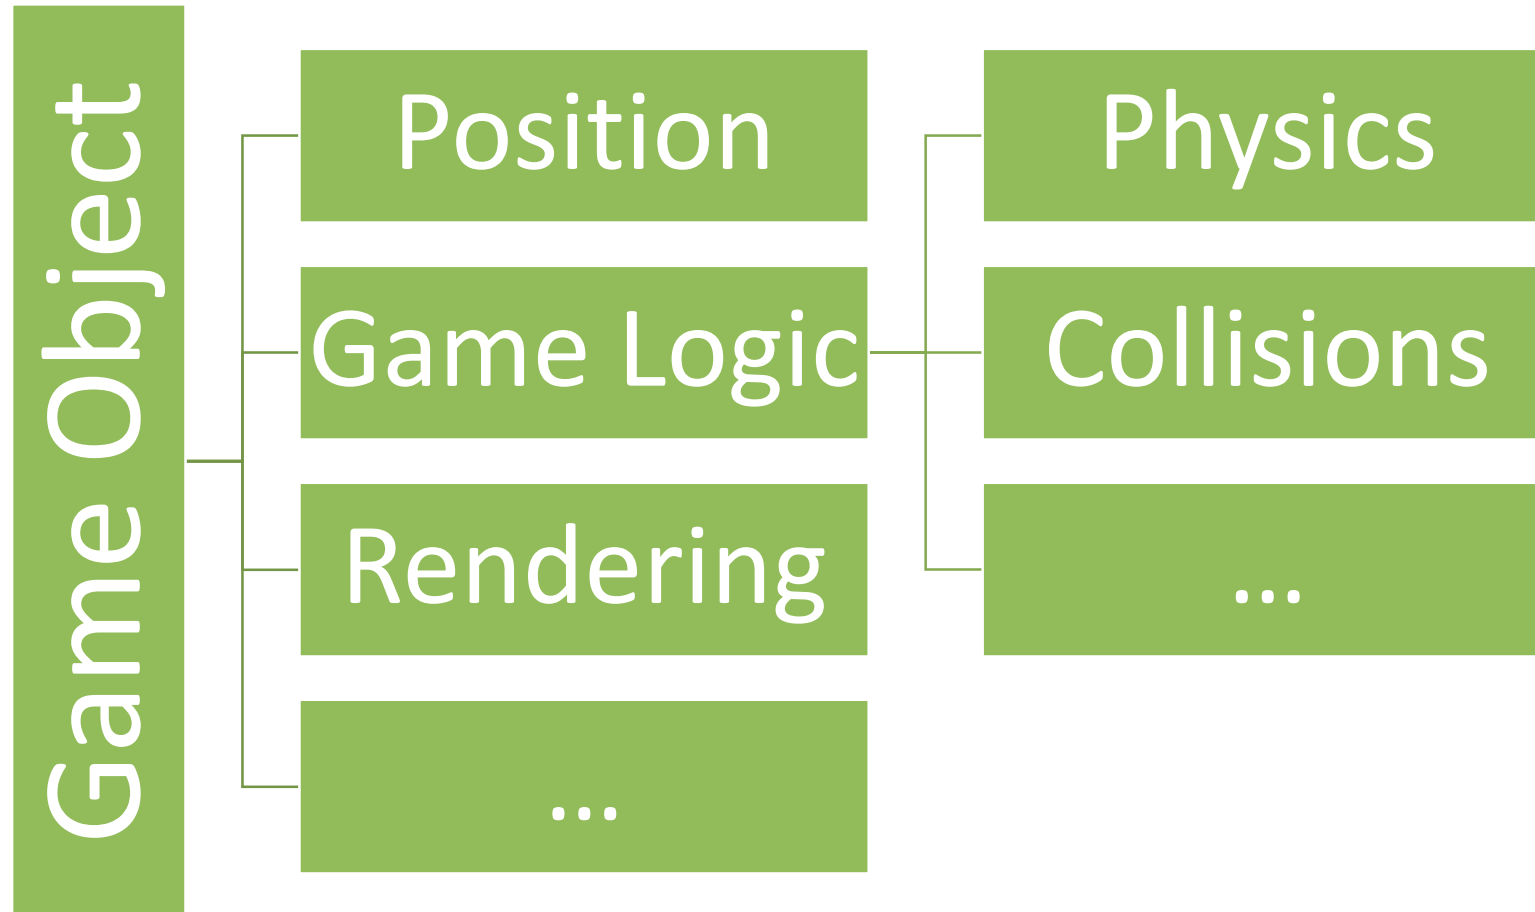 Game Object
Position
Game Logic
Rendering
...
Physics
Collisions
...